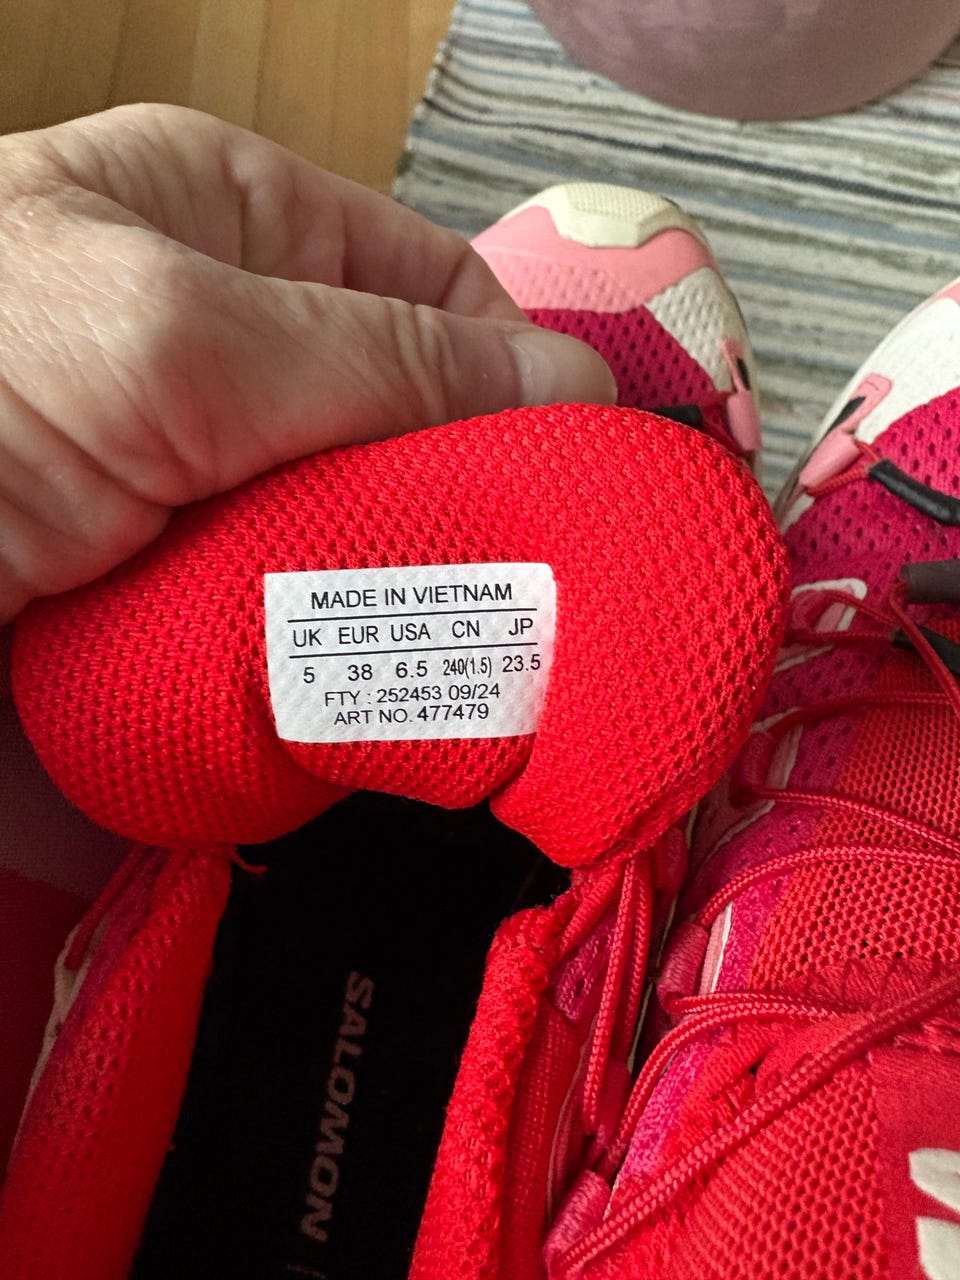 MADE IN VIETNAM
UK EUR USA CN JP
5 38 6.5 240(1.5) 23.5
FTY : 252453 09/24
ART NO. 477479
SALOMON